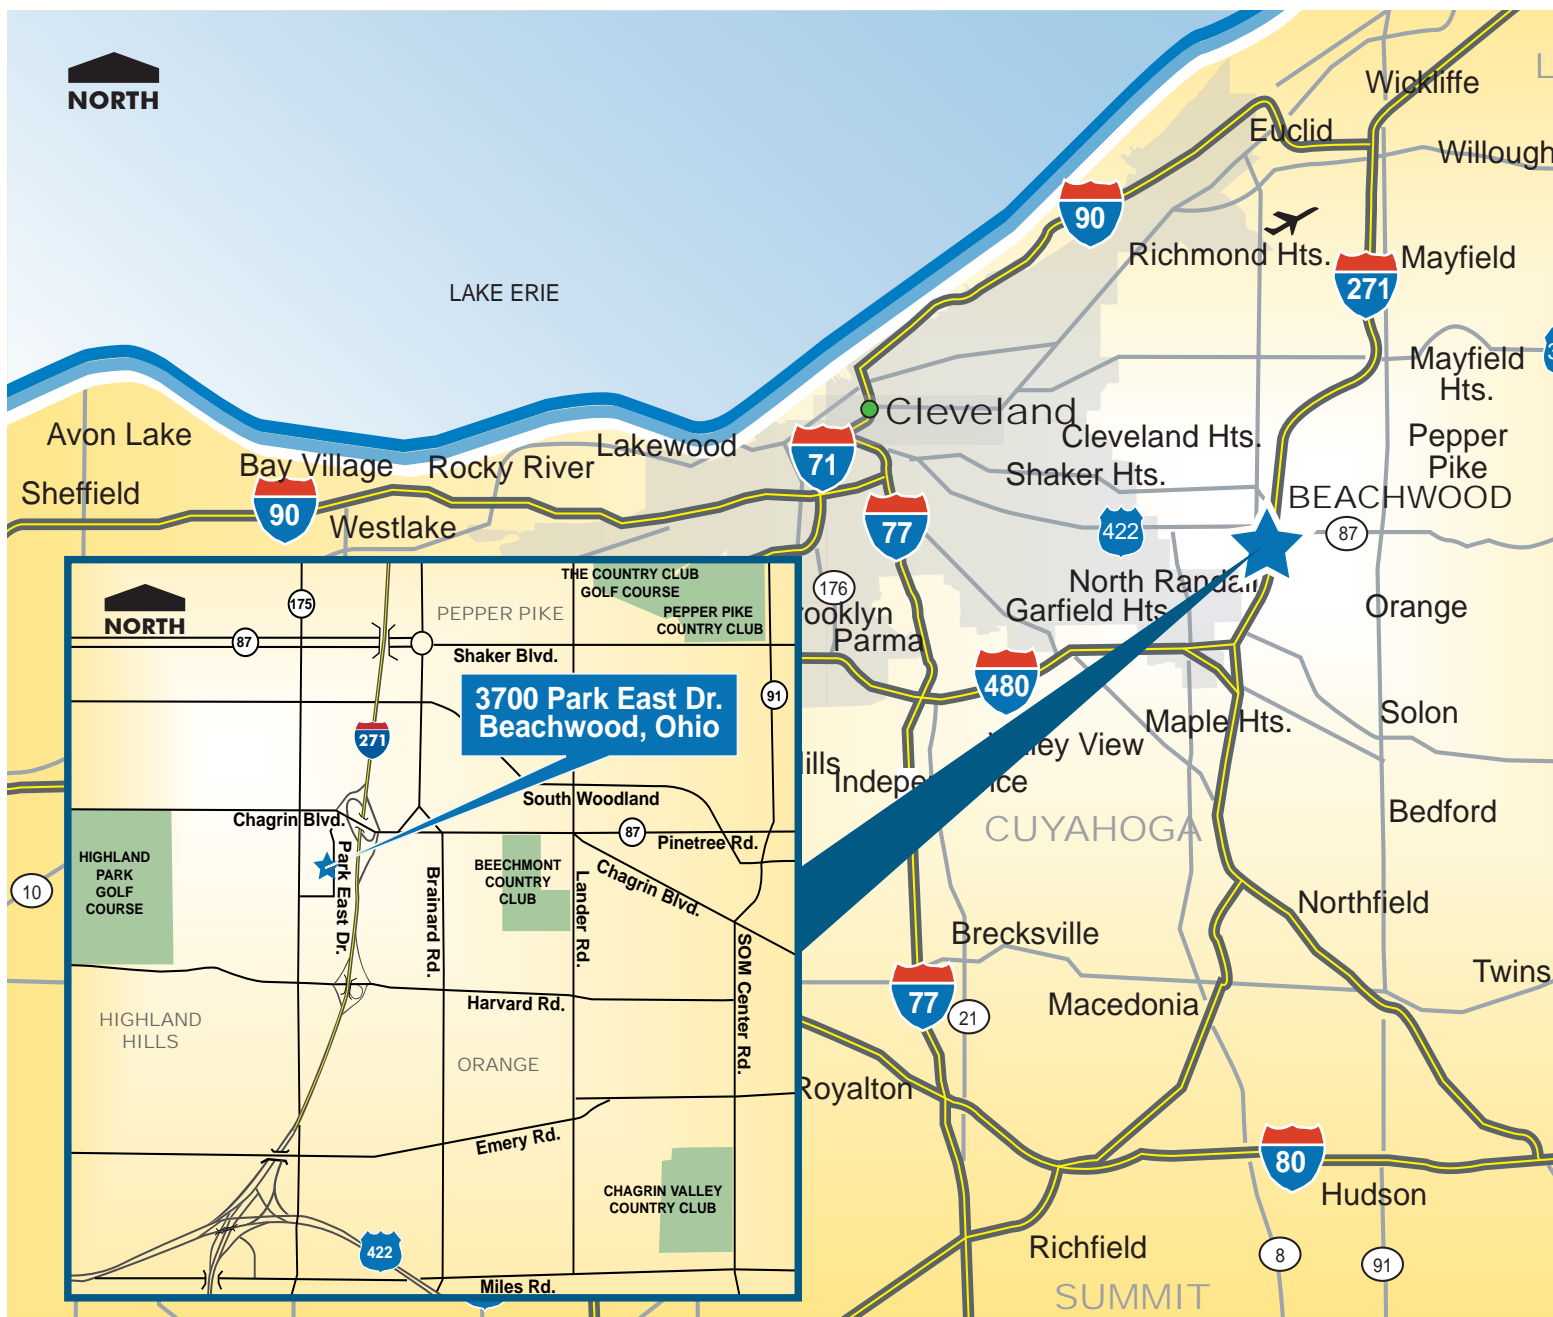 NORTH
LAKE ERIE
Wickliffe
Euclid
Willough
90
Richmond Hts.
Mayfield
271
Mayfield
Hts.
Cleveland
Avon Lake
Bay Village
Rocky River
Lakewood
Cleveland Hts.
Pepper
Pike
71
Shaker Hts.
Sheffield
90
Westlake
BEACHWOOD
77
422
87
176
North Randall
Garfield Hts.
Orange
rooklyn
Parma
480
Maple Hts.
Solon
ley View
ills
Indepe
ce
Bedford
CUYAHOGA
10
Northfield
Brecksville
Twins
77
21
Macedonia
Royalton
80
Hudson
Richfield
8
91
SUMMIT
NORTH
175
PEPPER PIKE
THE COUNTRY CLUB
GOLF COURSE
PEPPER PIKE
COUNTRY CLUB
87
Shaker Blvd.
3700 Park East Dr.
Beachwood, Ohio
91
271
South Woodland
Chagrin Blvd.
87
Pinetree Rd.
HIGHLAND
PARK
GOLF
COURSE
Park East Dr.
Brainard Rd.
BEECHMONT
COUNTRY
CLUB
Lander Rd.
Chagrin Blvd.
SOM Center Rd.
Harvard Rd.
HIGHLAND
HILLS
ORANGE
Emery Rd.
CHAGRIN VALLEY
COUNTRY CLUB
422
Miles Rd.